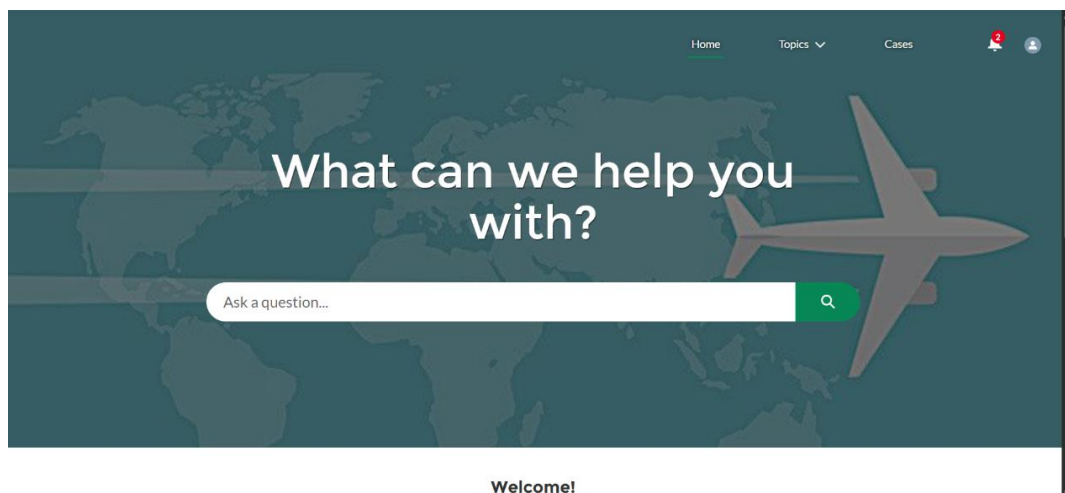 Home Topics Cases 2
What can we help you
with?
Ask a question...
Welcome!